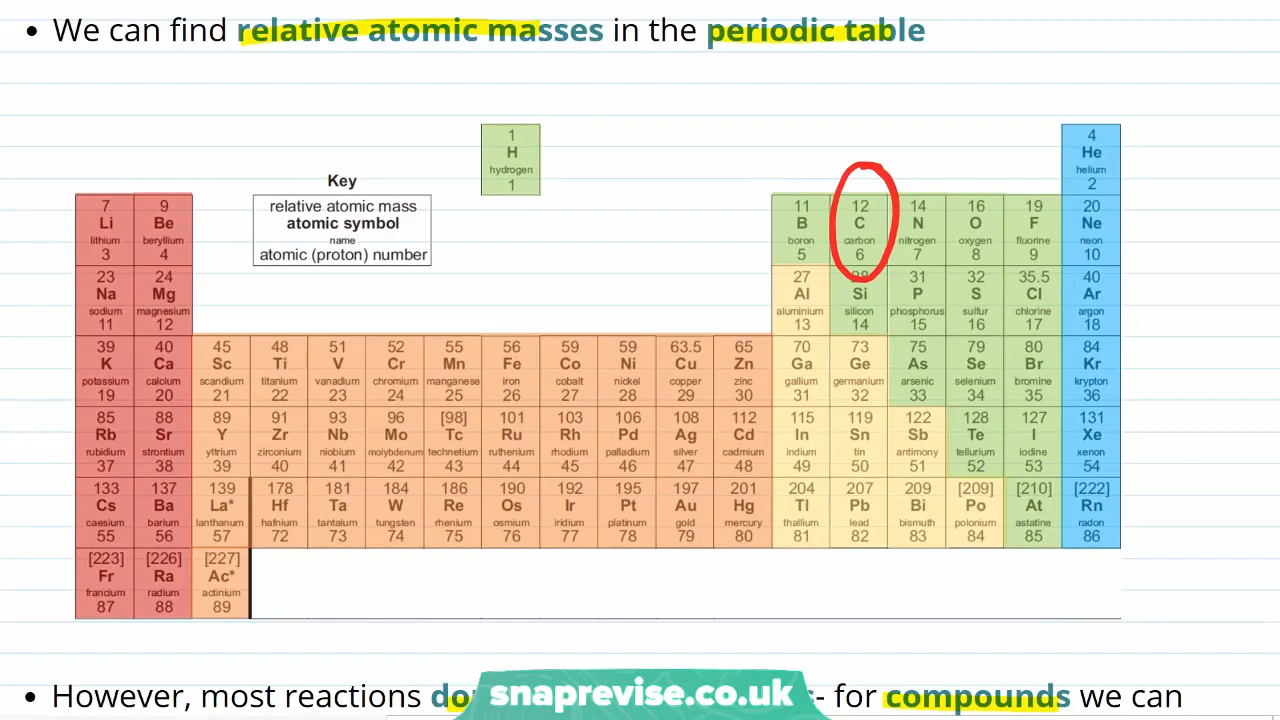 • We can find relative atomic masses in the periodic table
1 4
H He
hydrogen helium
1 2
Key
relative atomic mass
atomic symbol
name
atomic (proton) number
7 9 11 12 14 16 19 20
Li Be B C N O F Ne
lithium beryllium boron carbon nitrogen oxygen fluorine neon
3 4 5 6 7 8 9 10
23 24 27 28 31 32 35.5 40
Na Mg Al Si P S Cl Ar
sodium magnesium aluminium silicon phosphorus sulfur chlorine argon
11 12 13 14 15 16 17 18
39 40 45 48 51 52 55 56 59 59 63.5 65 70 73 75 79 80 84
K Ca Sc Ti V Cr Mn Fe Co Ni Cu Zn Ga Ge As Se Br Kr
potassium calcium scandium titanium vanadium chromium manganese iron cobalt nickel copper zinc gallium germanium arsenic selenium bromine krypton
19 20 21 22 23 24 25 26 27 28 29 30 31 32 33 34 35 36
85 88 89 91 93 96 [98] 101 103 106 108 112 115 119 122 128 127 131
Rb Sr Y Zr Nb Mo Tc Ru Rh Pd Ag Cd In Sn Sb Te I Xe
rubidium strontium yttrium zirconium niobium molybdenum technetium ruthenium rhodium palladium silver cadmium indium tin antimony tellurium iodine xenon
37 38 39 40 41 42 43 44 45 46 47 48 49 50 51 52 53 54
133 137 139 178 181 184 186 190 192 195 197 201 204 207 209 [209] [210] [222]
Cs Ba La* Hf Ta W Re Os Ir Pt Au Hg Tl Pb Bi Po At Rn
caesium barium lanthanum hafnium tantalum tungsten rhenium osmium iridium platinum gold mercury thallium lead bismuth polonium astatine radon
55 56 57 72 73 74 75 76 77 78 79 80 81 82 83 84 85 86
[223] [226] [227]
Fr Ra Ac*
francium radium actinium
87 88 89
• However, most reactions - for compounds we can
snaprevise.co.uk